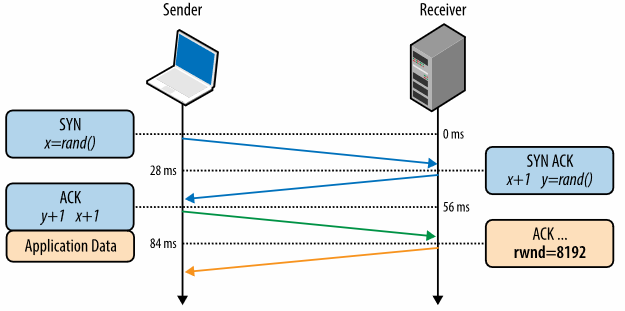 Sender
Receiver
SYN
x=rand()
0 ms
28 ms
SYN ACK
x+1 y=rand()
ACK
y+1 x+1
56 ms
Application Data
84 ms
ACK ...
rwnd=8192